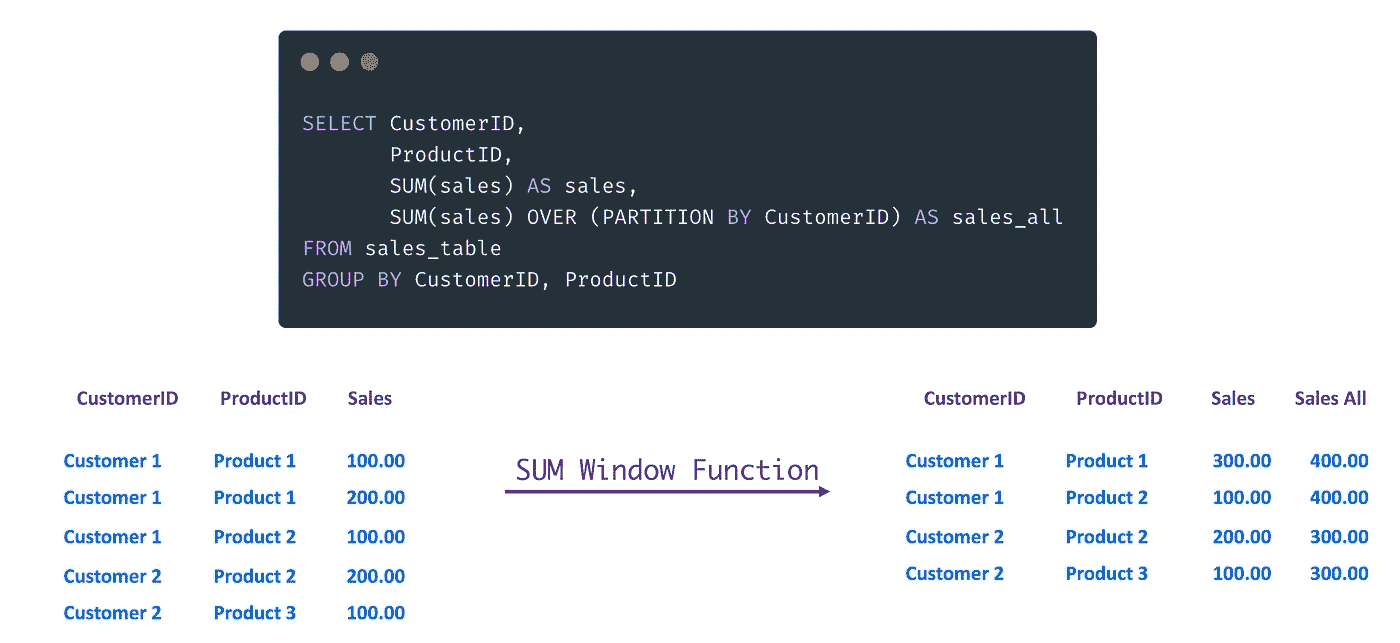 SELECT CustomerID,
ProductID,
SUM(sales) AS sales,
SUM(sales) OVER (PARTITION BY CustomerID) AS sales_all
FROM sales_table
GROUP BY CustomerID, ProductID
CustomerID ProductID Sales
Customer 1 Product 1 100.00
Customer 1 Product 1 200.00
Customer 1 Product 2 100.00
Customer 2 Product 2 200.00
Customer 2 Product 3 100.00
SUM Window Function
CustomerID ProductID Sales Sales All
Customer 1 Product 1 300.00 400.00
Customer 1 Product 2 100.00 400.00
Customer 2 Product 2 200.00 300.00
Customer 2 Product 3 100.00 300.00